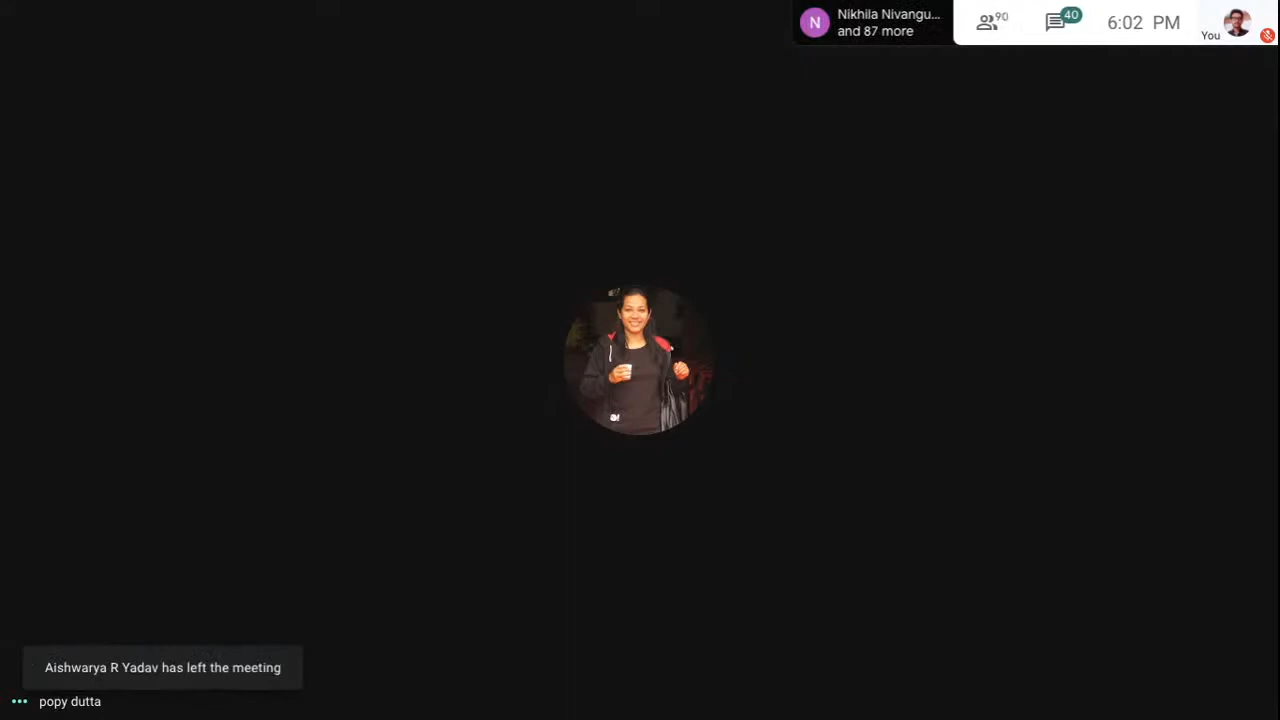 N
Nikhila Nivangu...
and 87 more
90
40
6:02 PM
You
Aishwarya R Yadav has left the meeting
popy dutta